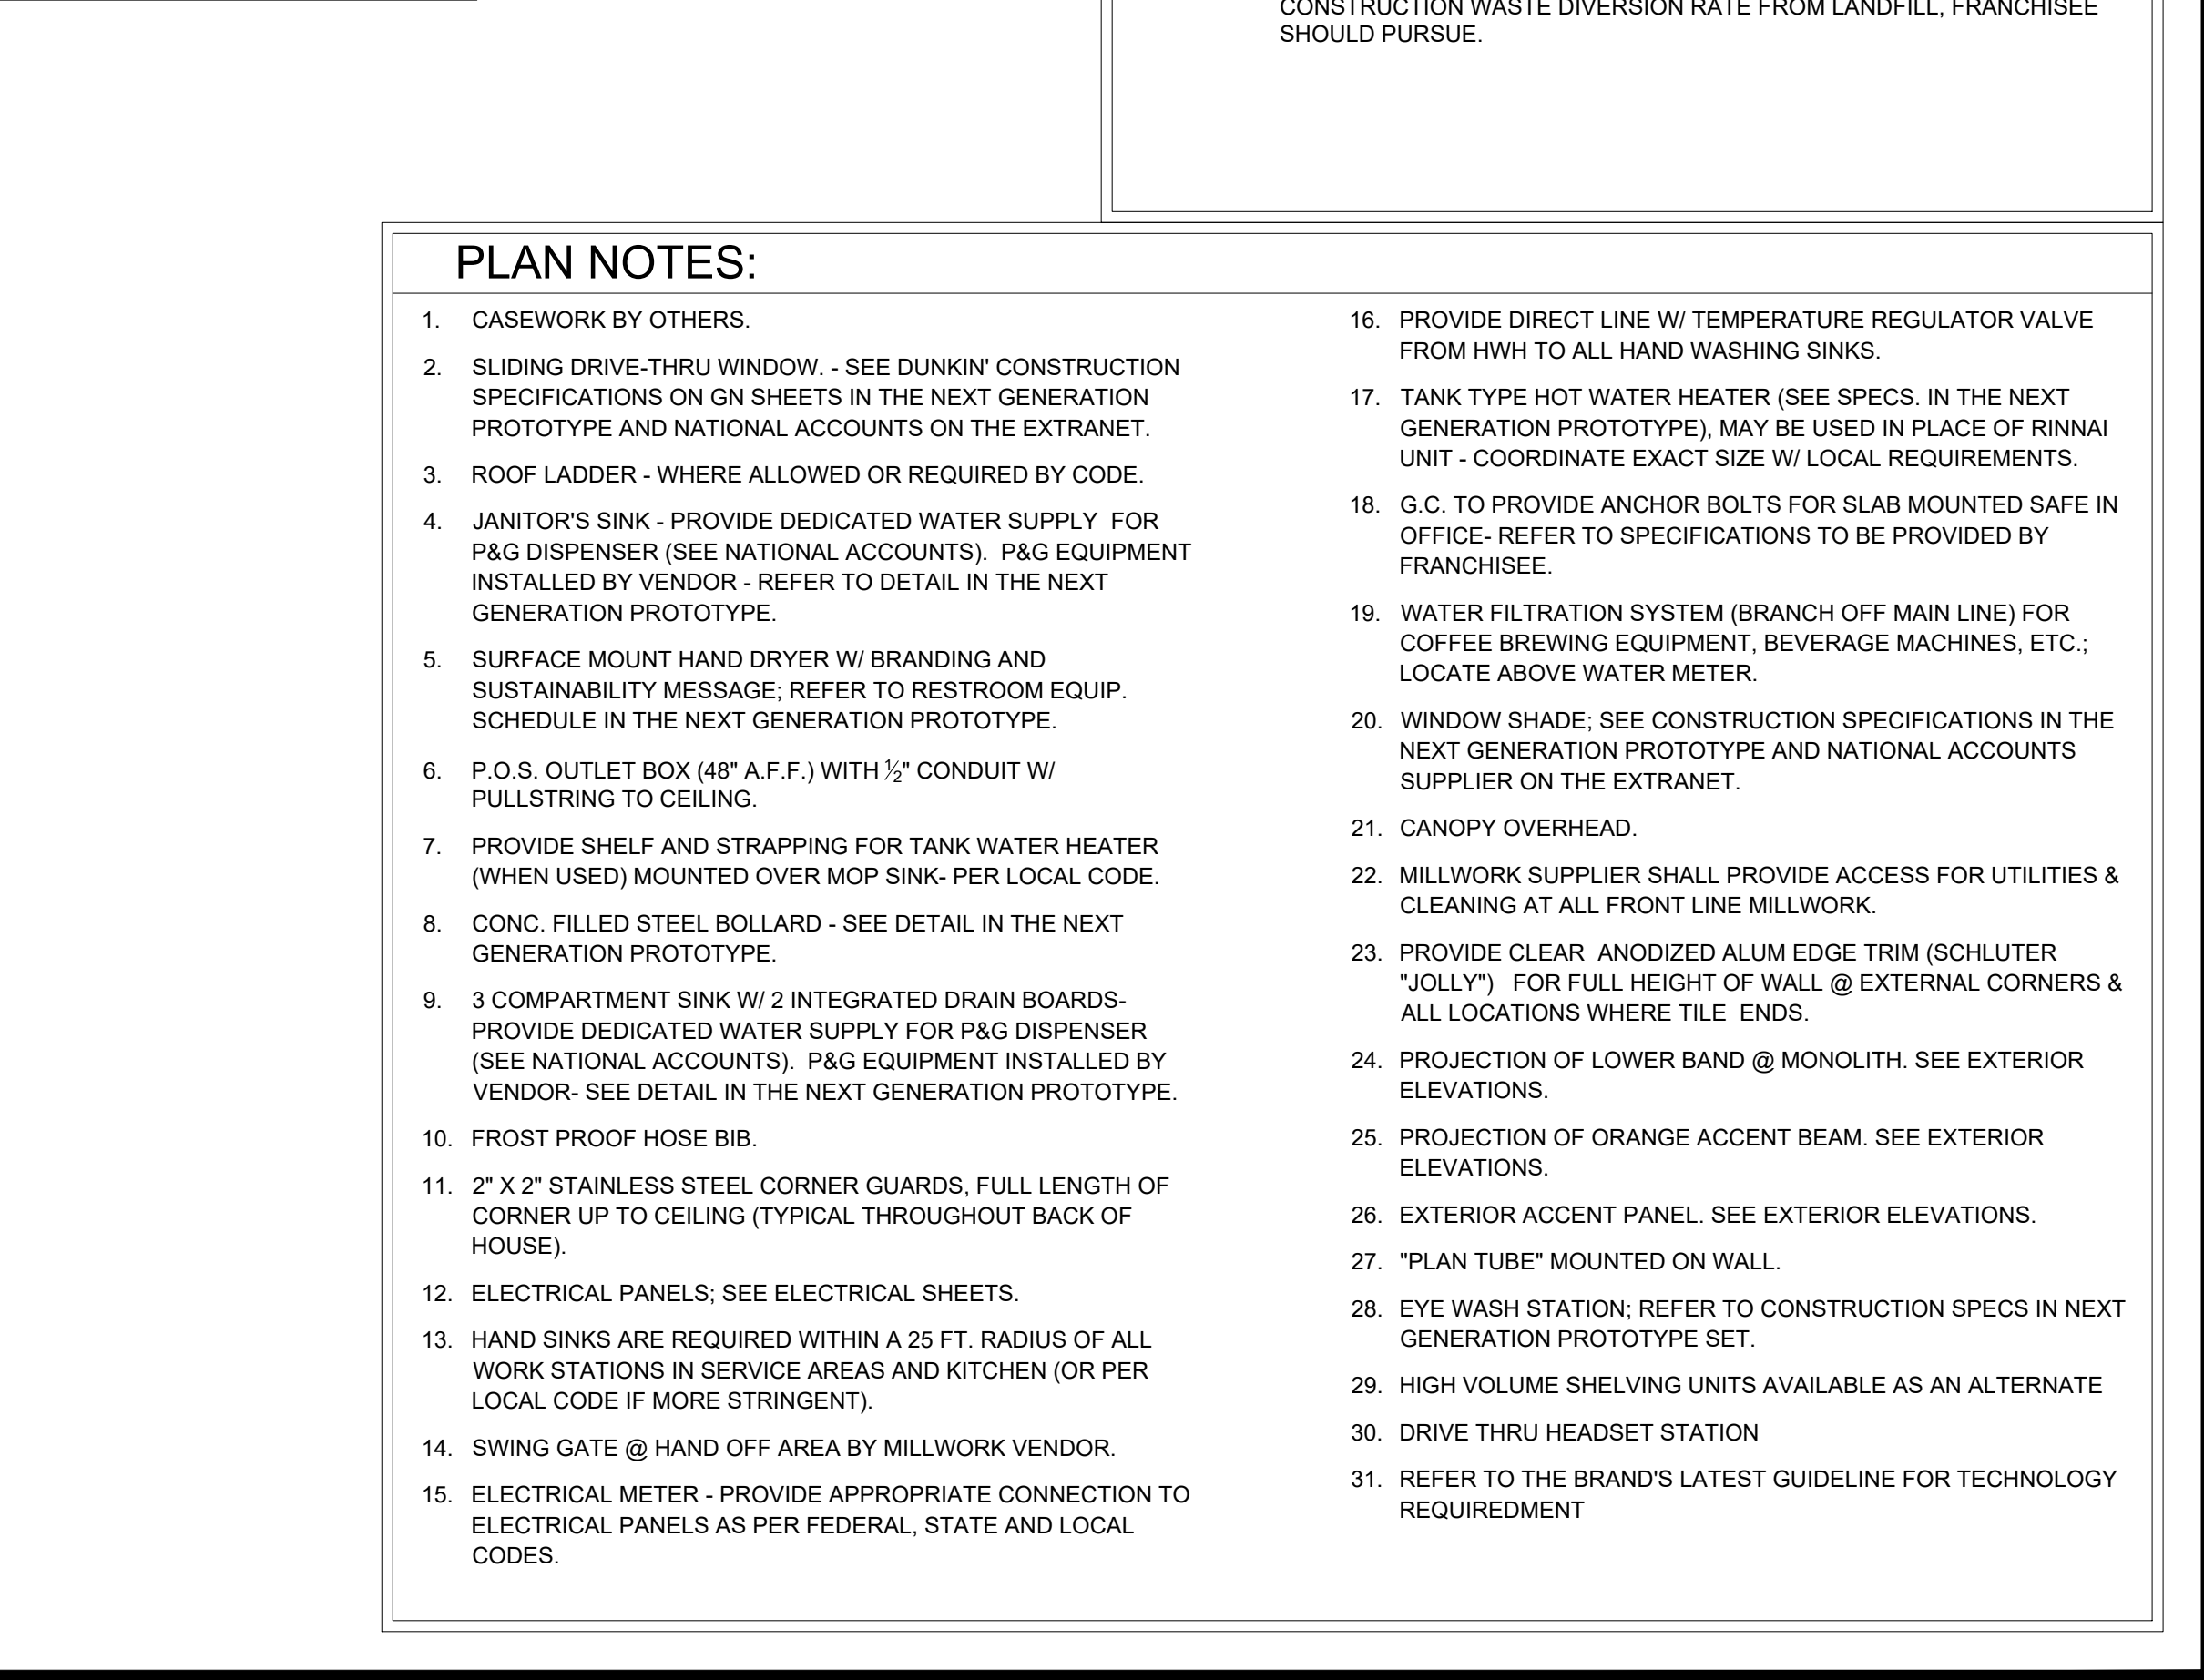 CONSTRUCTION WASTE DIVERSION RATE FROM LANDFILL, FRANCHISEE
SHOULD PURSUE.
PLAN NOTES:
1. CASEWORK BY OTHERS.
2. SLIDING DRIVE-THRU WINDOW. - SEE DUNKIN' CONSTRUCTION
SPECIFICATIONS ON GN SHEETS IN THE NEXT GENERATION
PROTOTYPE AND NATIONAL ACCOUNTS ON THE EXTRANET.
3. ROOF LADDER - WHERE ALLOWED OR REQUIRED BY CODE.
4. JANITOR'S SINK - PROVIDE DEDICATED WATER SUPPLY FOR
P&G DISPENSER (SEE NATIONAL ACCOUNTS). P&G EQUIPMENT
INSTALLED BY VENDOR - REFER TO DETAIL IN THE NEXT
GENERATION PROTOTYPE.
5. SURFACE MOUNT HAND DRYER W/ BRANDING AND
SUSTAINABILITY MESSAGE; REFER TO RESTROOM EQUIP.
SCHEDULE IN THE NEXT GENERATION PROTOTYPE.
6. P.O.S. OUTLET BOX (48" A.F.F.) WITH ½" CONDUIT W/
PULLSTRING TO CEILING.
7. PROVIDE SHELF AND STRAPPING FOR TANK WATER HEATER
(WHEN USED) MOUNTED OVER MOP SINK- PER LOCAL CODE.
8. CONC. FILLED STEEL BOLLARD - SEE DETAIL IN THE NEXT
GENERATION PROTOTYPE.
9. 3 COMPARTMENT SINK W/ 2 INTEGRATED DRAIN BOARDS-
PROVIDE DEDICATED WATER SUPPLY FOR P&G DISPENSER
(SEE NATIONAL ACCOUNTS). P&G EQUIPMENT INSTALLED BY
VENDOR- SEE DETAIL IN THE NEXT GENERATION PROTOTYPE.
10. FROST PROOF HOSE BIB.
11. 2" X 2" STAINLESS STEEL CORNER GUARDS, FULL LENGTH OF
CORNER UP TO CEILING (TYPICAL THROUGHOUT BACK OF
HOUSE).
12. ELECTRICAL PANELS; SEE ELECTRICAL SHEETS.
13. HAND SINKS ARE REQUIRED WITHIN A 25 FT. RADIUS OF ALL
WORK STATIONS IN SERVICE AREAS AND KITCHEN (OR PER
LOCAL CODE IF MORE STRINGENT).
14. SWING GATE @ HAND OFF AREA BY MILLWORK VENDOR.
15. ELECTRICAL METER - PROVIDE APPROPRIATE CONNECTION TO
ELECTRICAL PANELS AS PER FEDERAL, STATE AND LOCAL
CODES.
16. PROVIDE DIRECT LINE W/ TEMPERATURE REGULATOR VALVE
FROM HWH TO ALL HAND WASHING SINKS.
17. TANK TYPE HOT WATER HEATER (SEE SPECS. IN THE NEXT
GENERATION PROTOTYPE), MAY BE USED IN PLACE OF RINNAI
UNIT - COORDINATE EXACT SIZE W/ LOCAL REQUIREMENTS.
18. G.C. TO PROVIDE ANCHOR BOLTS FOR SLAB MOUNTED SAFE IN
OFFICE- REFER TO SPECIFICATIONS TO BE PROVIDED BY
FRANCHISEE.
19. WATER FILTRATION SYSTEM (BRANCH OFF MAIN LINE) FOR
COFFEE BREWING EQUIPMENT, BEVERAGE MACHINES, ETC.;
LOCATE ABOVE WATER METER.
20. WINDOW SHADE; SEE CONSTRUCTION SPECIFICATIONS IN THE
NEXT GENERATION PROTOTYPE AND NATIONAL ACCOUNTS
SUPPLIER ON THE EXTRANET.
21. CANOPY OVERHEAD.
22. MILLWORK SUPPLIER SHALL PROVIDE ACCESS FOR UTILITIES &
CLEANING AT ALL FRONT LINE MILLWORK.
23. PROVIDE CLEAR ANODIZED ALUM EDGE TRIM (SCHLUTER
"JOLLY") FOR FULL HEIGHT OF WALL @ EXTERNAL CORNERS &
ALL LOCATIONS WHERE TILE ENDS.
24. PROJECTION OF LOWER BAND @ MONOLITH. SEE EXTERIOR
ELEVATIONS.
25. PROJECTION OF ORANGE ACCENT BEAM. SEE EXTERIOR
ELEVATIONS.
26. EXTERIOR ACCENT PANEL. SEE EXTERIOR ELEVATIONS.
27. "PLAN TUBE" MOUNTED ON WALL.
28. EYE WASH STATION; REFER TO CONSTRUCTION SPECS IN NEXT
GENERATION PROTOTYPE SET.
29. HIGH VOLUME SHELVING UNITS AVAILABLE AS AN ALTERNATE
30. DRIVE THRU HEADSET STATION
31. REFER TO THE BRAND'S LATEST GUIDELINE FOR TECHNOLOGY
REQUIREDMENT